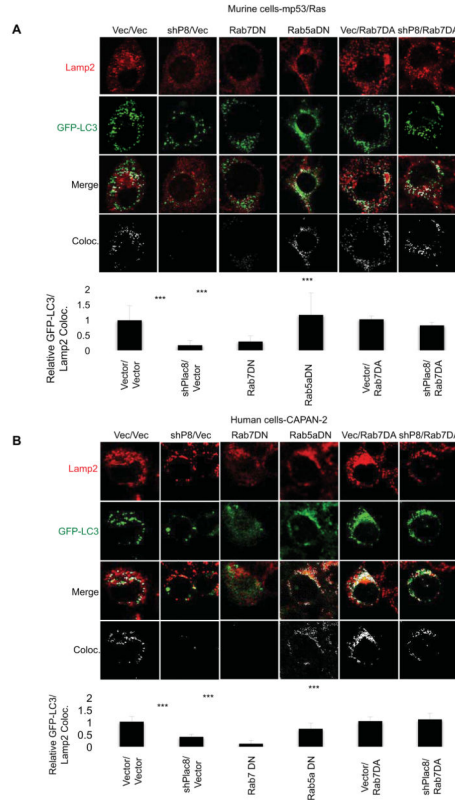 Murine cells-mp53/Ras
A
Vec/Vec shP8/Vec Rab7DN Rab5aDN Vec/Rab7DA shP8/Rab7DA
Lamp2
GFP-LC3
Merge
Coloc.
*** *** ***
Relative GFP-LC3/
Lamp2 Coloc.
2
1.5
1
0.5
0
Vector/
Vector
shPlac8/
Vector
Rab7DN
Rab5aDN
Vector/
Rab7DA
shPlac8/
Rab7DA
Human cells-CAPAN-2
B
Vec/Vec shP8/Vec Rab7DN Rab5aDN Vec/Rab7DA shP8/Rab7DA
Lamp2
GFP-LC3
Merge
Coloc.
*** *** ***
Relative GFP-LC3/
Lamp2 Coloc.
2
1.5
1
0.5
0
Vector/
Vector
shPlac8/
Vector
Rab7 DN
Rab5a DN
Vector/
Rab7DA
shPlac8/
Rab7DA